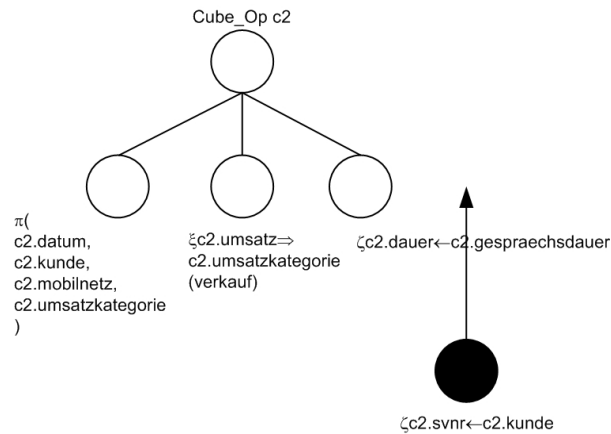 Cube_Op c2
π(
c2.datum,
c2.kunde,
c2.mobilnetz,
c2.umsatzkategorie
)
ξc2.umsatz⇒
c2.umsatzkategorie
(verkauf)
ζc2.dauer←c2.gespraechsdauer
ζc2.svnr←c2.kunde